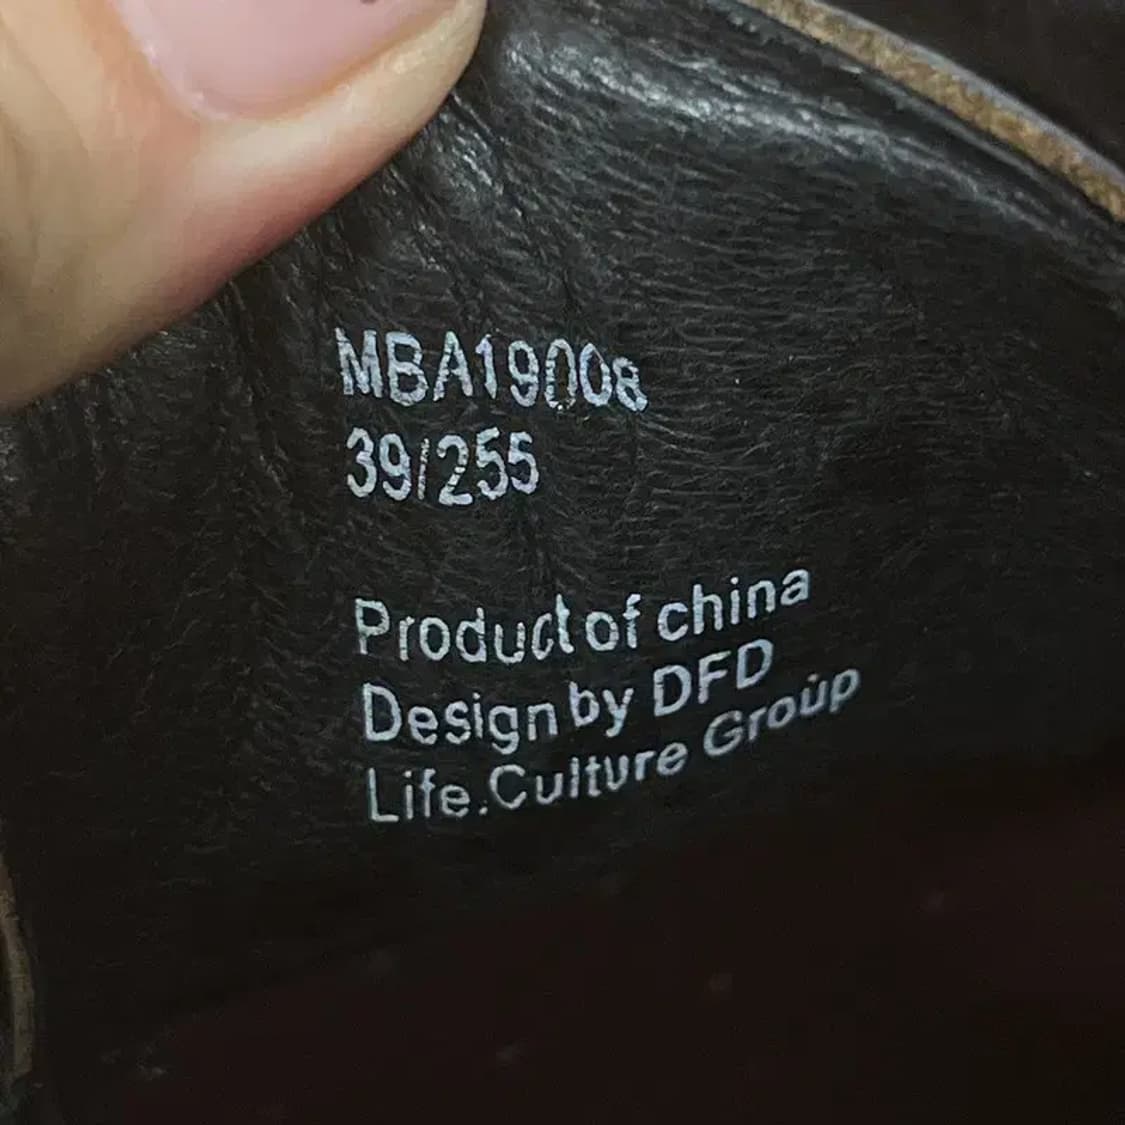 MBA19008
39/255
Product of china
Design by DFD
Life.Culture Group